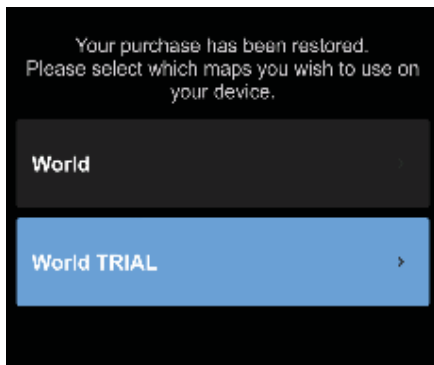 Your purchase has been restored.
Please select which maps you wish to use on
your device.
World
World TRIAL